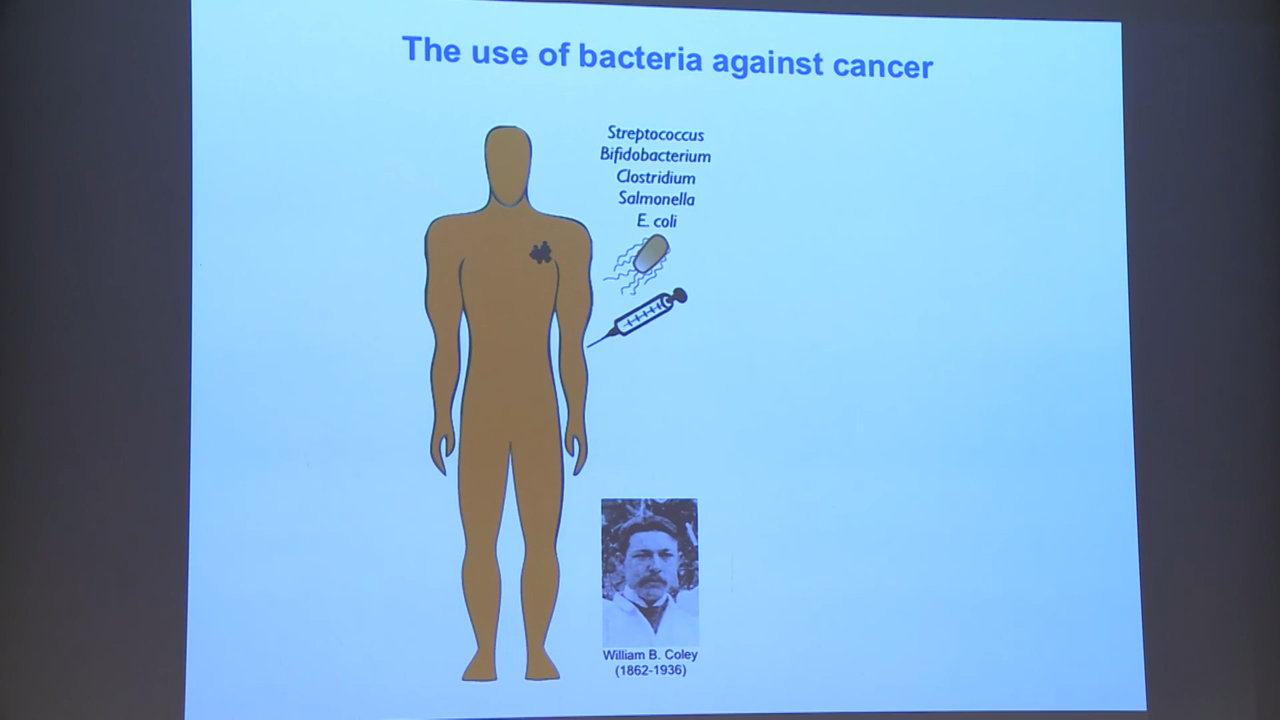 The use of bacteria against cancer
Streptococcus
Bifidobacterium
Clostridium
Salmonella
E. coli
William B. Coley
(1862-1936)